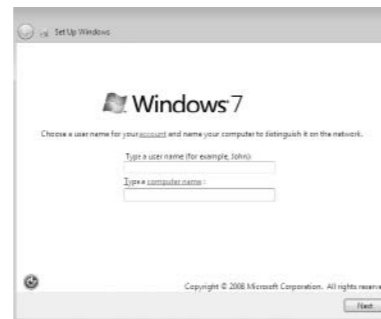 Set Up Windows
Windows 7
Choose a user name for your account and name your computer to distinguish it on the network.
Type a user name (for example, John):
Type a computer name :
Copyright © 2008 Microsoft Corporation. All rights reserve
Next